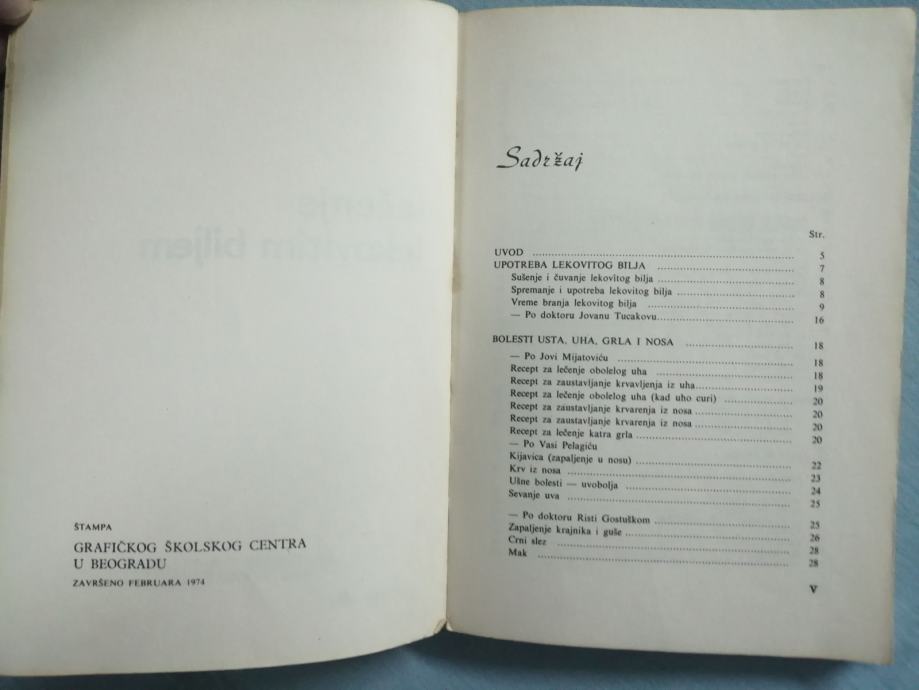 ŠTAMPA
GRAFIČKOG ŠKOLSKOG CENTRA
U BEOGRADU
ZAVRŠENO FEBRUARA 1974
Sadržaj
Str.
UVOD 5
UPOTREBA LEKOVITOG BILJA 7
Sušenje i čuvanje lekovitog bilja 8
Spremanje i upotreba lekovitog bilja 8
Vreme branja lekovitog bilja 9
— Po doktoru Jovanu Tucakovu 16
BOLESTI USTA, UHA, GRLA I NOSA 18
— Po Jovi Mijatoviću 18
Recept za lečenje obolelog uha 18
Recept za zaustavljanje krvavljenja iz uha 19
Recept za lečenje obolelog uha (kad uho curi) 20
Recept za zaustavljanje krvarenja iz nosa 20
Recept za zaustavljanje krvarenja iz nosa 20
Recept za lečenje katra grla 20
— Po Vasi Pelagiću
Kijavica (zapaljenje u nosu) 22
Krv iz nosa 23
Ušne bolesti — uvobolja 24
Sevanje uva 25
— Po doktoru Risti Gostuškom 25
Zapaljenje krajnika i guše 26
Crni slez 28
Mak 28
V
lečenje
lekovitim biljem